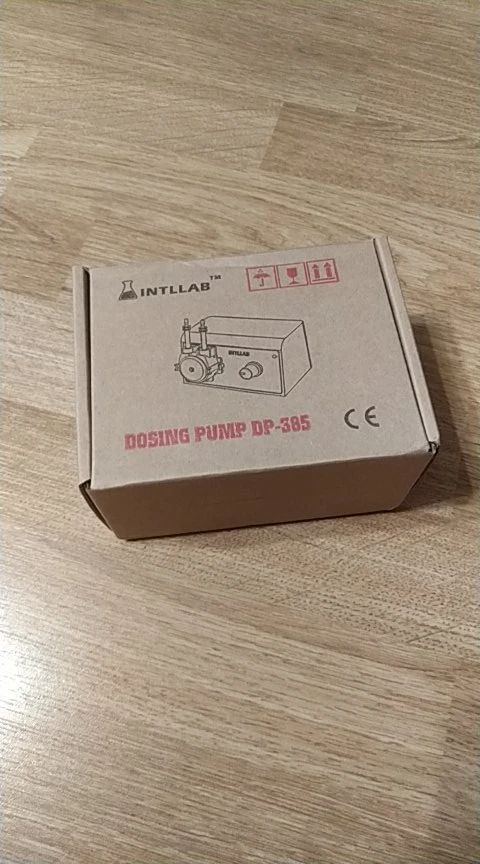 INTLLAB™
INTLLAB
DOSING PUMP DP-385
CE